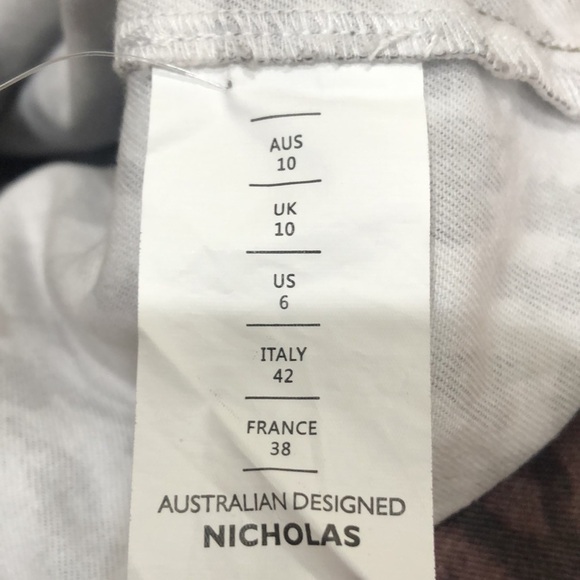 AUS
10
UK
10
US
6
ITALY
42
FRANCE
38
AUSTRALIAN DESIGNED
NICHOLAS